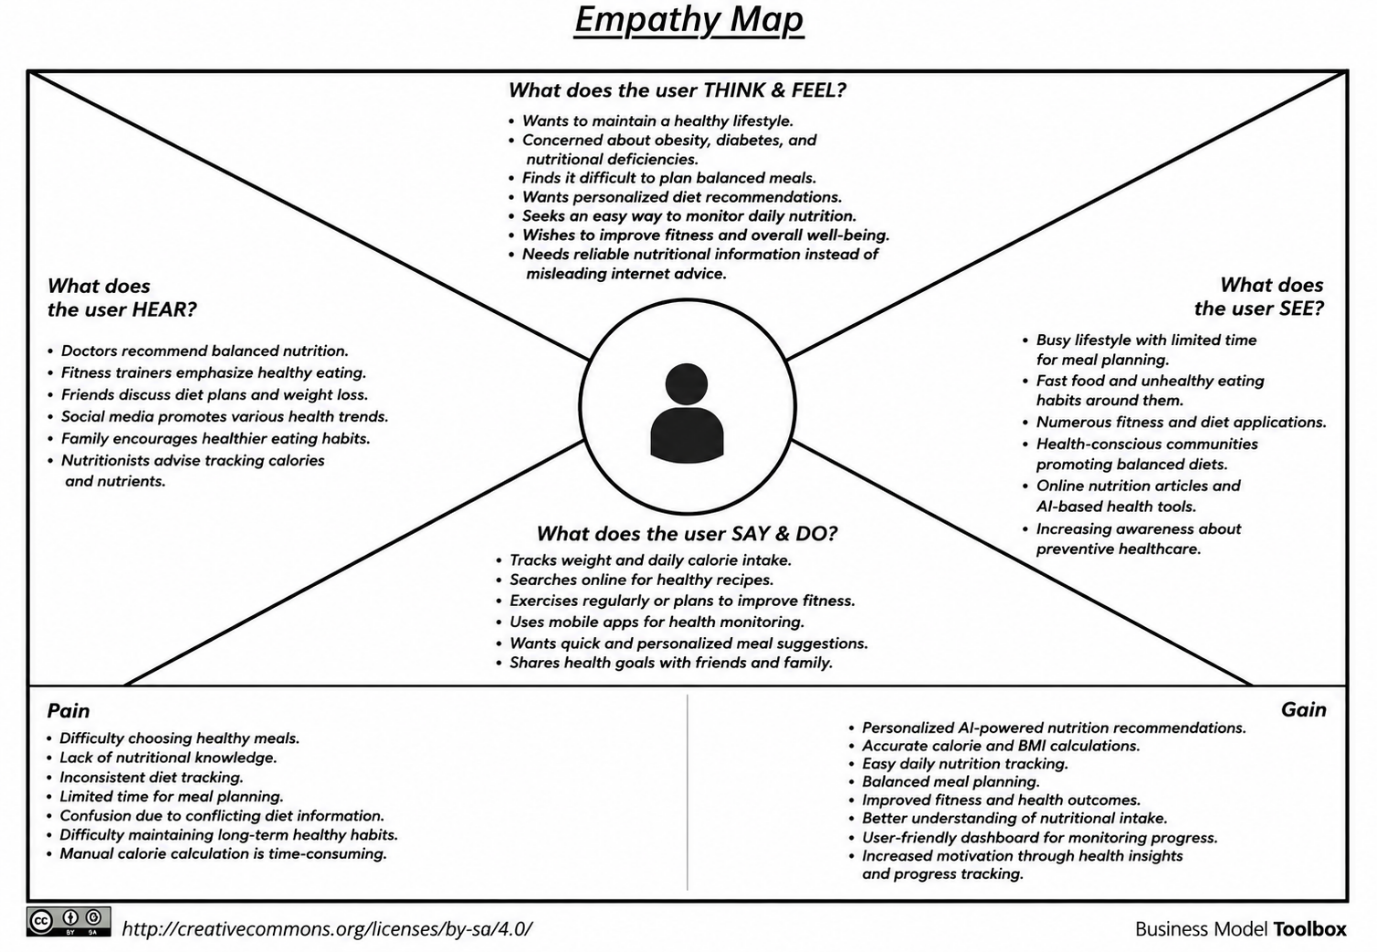 Empathy Map
What does the user THINK & FEEL?
• Wants to maintain a healthy lifestyle.
• Concerned about obesity, diabetes, and
nutritional deficiencies.
• Finds it difficult to plan balanced meals.
• Wants personalized diet recommendations.
• Seeks an easy way to monitor daily nutrition.
• Wishes to improve fitness and overall well-being.
• Needs reliable nutritional information instead of
misleading internet advice.
What does
the user HEAR?
• Doctors recommend balanced nutrition.
• Fitness trainers emphasize healthy eating.
• Friends discuss diet plans and weight loss.
• Social media promotes various health trends.
• Family encourages healthier eating habits.
• Nutritionists advise tracking calories
and nutrients.
What does
the user SEE?
• Busy lifestyle with limited time
for meal planning.
• Fast food and unhealthy eating
habits around them.
• Numerous fitness and diet applications.
• Health-conscious communities
promoting balanced diets.
• Online nutrition articles and
AI-based health tools.
• Increasing awareness about
preventive healthcare.
What does the user SAY & DO?
• Tracks weight and daily calorie intake.
• Searches online for healthy recipes.
• Exercises regularly or plans to improve fitness.
• Uses mobile apps for health monitoring.
• Wants quick and personalized meal suggestions.
• Shares health goals with friends and family.
Pain
• Difficulty choosing healthy meals.
• Lack of nutritional knowledge.
• Inconsistent diet tracking.
• Limited time for meal planning.
• Confusion due to conflicting diet information.
• Difficulty maintaining long-term healthy habits.
• Manual calorie calculation is time-consuming.
Gain
• Personalized AI-powered nutrition recommendations.
• Accurate calorie and BMI calculations.
• Easy daily nutrition tracking.
• Balanced meal planning.
• Improved fitness and health outcomes.
• Better understanding of nutritional intake.
• User-friendly dashboard for monitoring progress.
• Increased motivation through health insights
and progress tracking.
cc BY SA
http://creativecommons.org/licenses/by-sa/4.0/
Business Model Toolbox